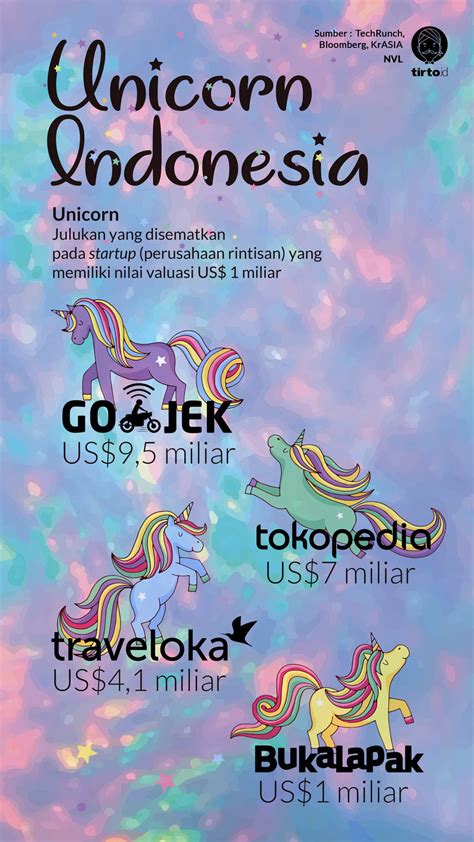 Sumber : TechRunch,
Bloomberg, KrASIA
NVL
tirto.id
Unicorn
Indonesia
Unicorn
Julukan yang disematkan
pada startup (perusahaan rintisan) yang
memiliki nilai valuasi US$ 1 miliar
GO JEK
US$9,5 miliar
tokopedia
US$7 miliar
traveloka
US$4,1 miliar
BukaLapak
US$1 miliar